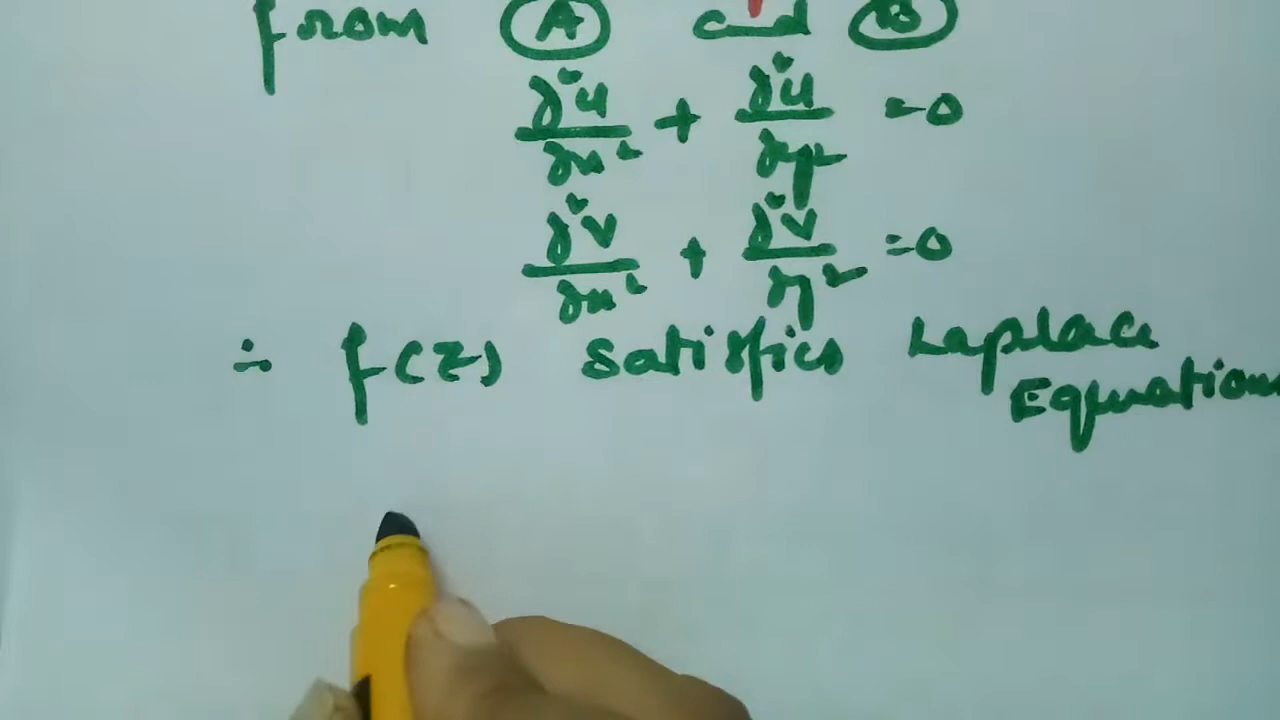 from Ⓐ and Ⓑ
∂²u/∂x² + ∂²u/∂y² = 0
∂²v/∂x² + ∂²v/∂y² = 0
∴ f(z) satisfies Laplace
Equation